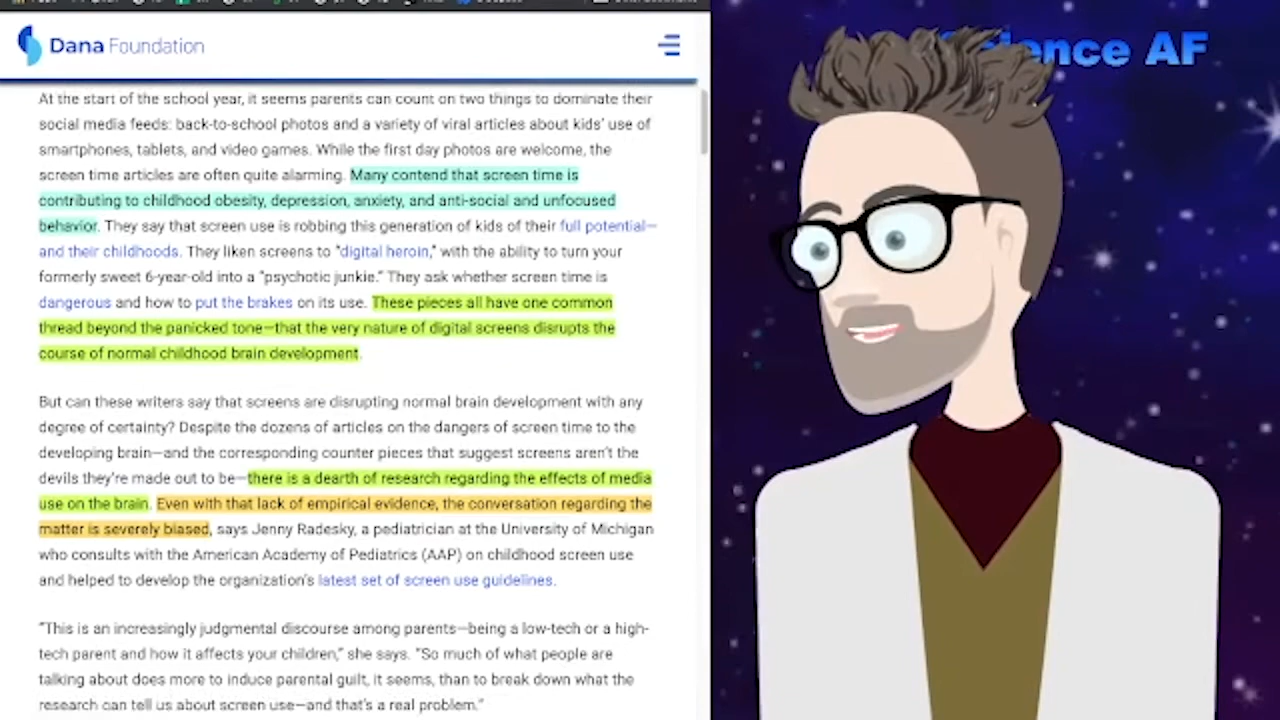 Dana Foundation
ence AF
At the start of the school year, it seems parents can count on two things to dominate their
social media feeds: back-to-school photos and a variety of viral articles about kids' use of
smartphones, tablets, and video games. While the first day photos are welcome, the
screen time articles are often quite alarming. Many contend that screen time is
contributing to childhood obesity, depression, anxiety, and anti-social and unfocused
behavior. They say that screen use is robbing this generation of kids of their full potential—
and their childhoods. They liken screens to "digital heroin," with the ability to turn your
formerly sweet 6-year-old into a "psychotic junkie." They ask whether screen time is
dangerous and how to put the brakes on its use. These pieces all have one common
thread beyond the panicked tone—that the very nature of digital screens disrupts the
course of normal childhood brain development.
But can these writers say that screens are disrupting normal brain development with any
degree of certainty? Despite the dozens of articles on the dangers of screen time to the
developing brain—and the corresponding counter pieces that suggest screens aren't the
devils they're made out to be—there is a dearth of research regarding the effects of media
use on the brain. Even with that lack of empirical evidence, the conversation regarding the
matter is severely biased, says Jenny Radesky, a pediatrician at the University of Michigan
who consults with the American Academy of Pediatrics (AAP) on childhood screen use
and helped to develop the organization's latest set of screen use guidelines.
"This is an increasingly judgmental discourse among parents—being a low-tech or a high-
tech parent and how it affects your children," she says. "So much of what people are
talking about does more to induce parental guilt, it seems, than to break down what the
research can tell us about screen use—and that's a real problem."